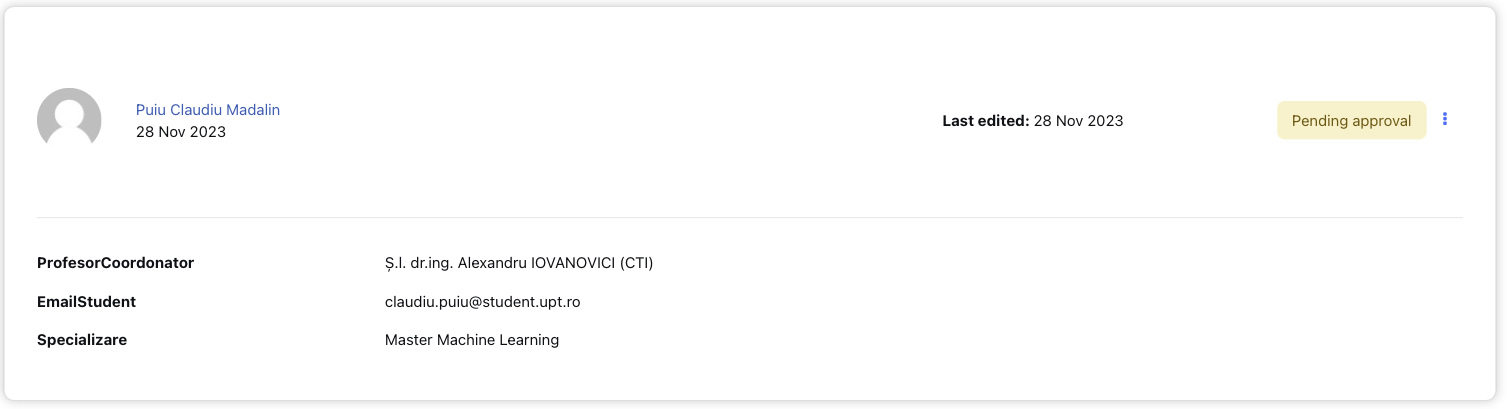 Puiu Claudiu Madalin
28 Nov 2023
Last edited: 28 Nov 2023
Pending approval
ProfesorCoordonator
Ș.l. dr.ing. Alexandru IOVANOVICI (CTI)
EmailStudent
claudiu.puiu@student.upt.ro
Specializare
Master Machine Learning